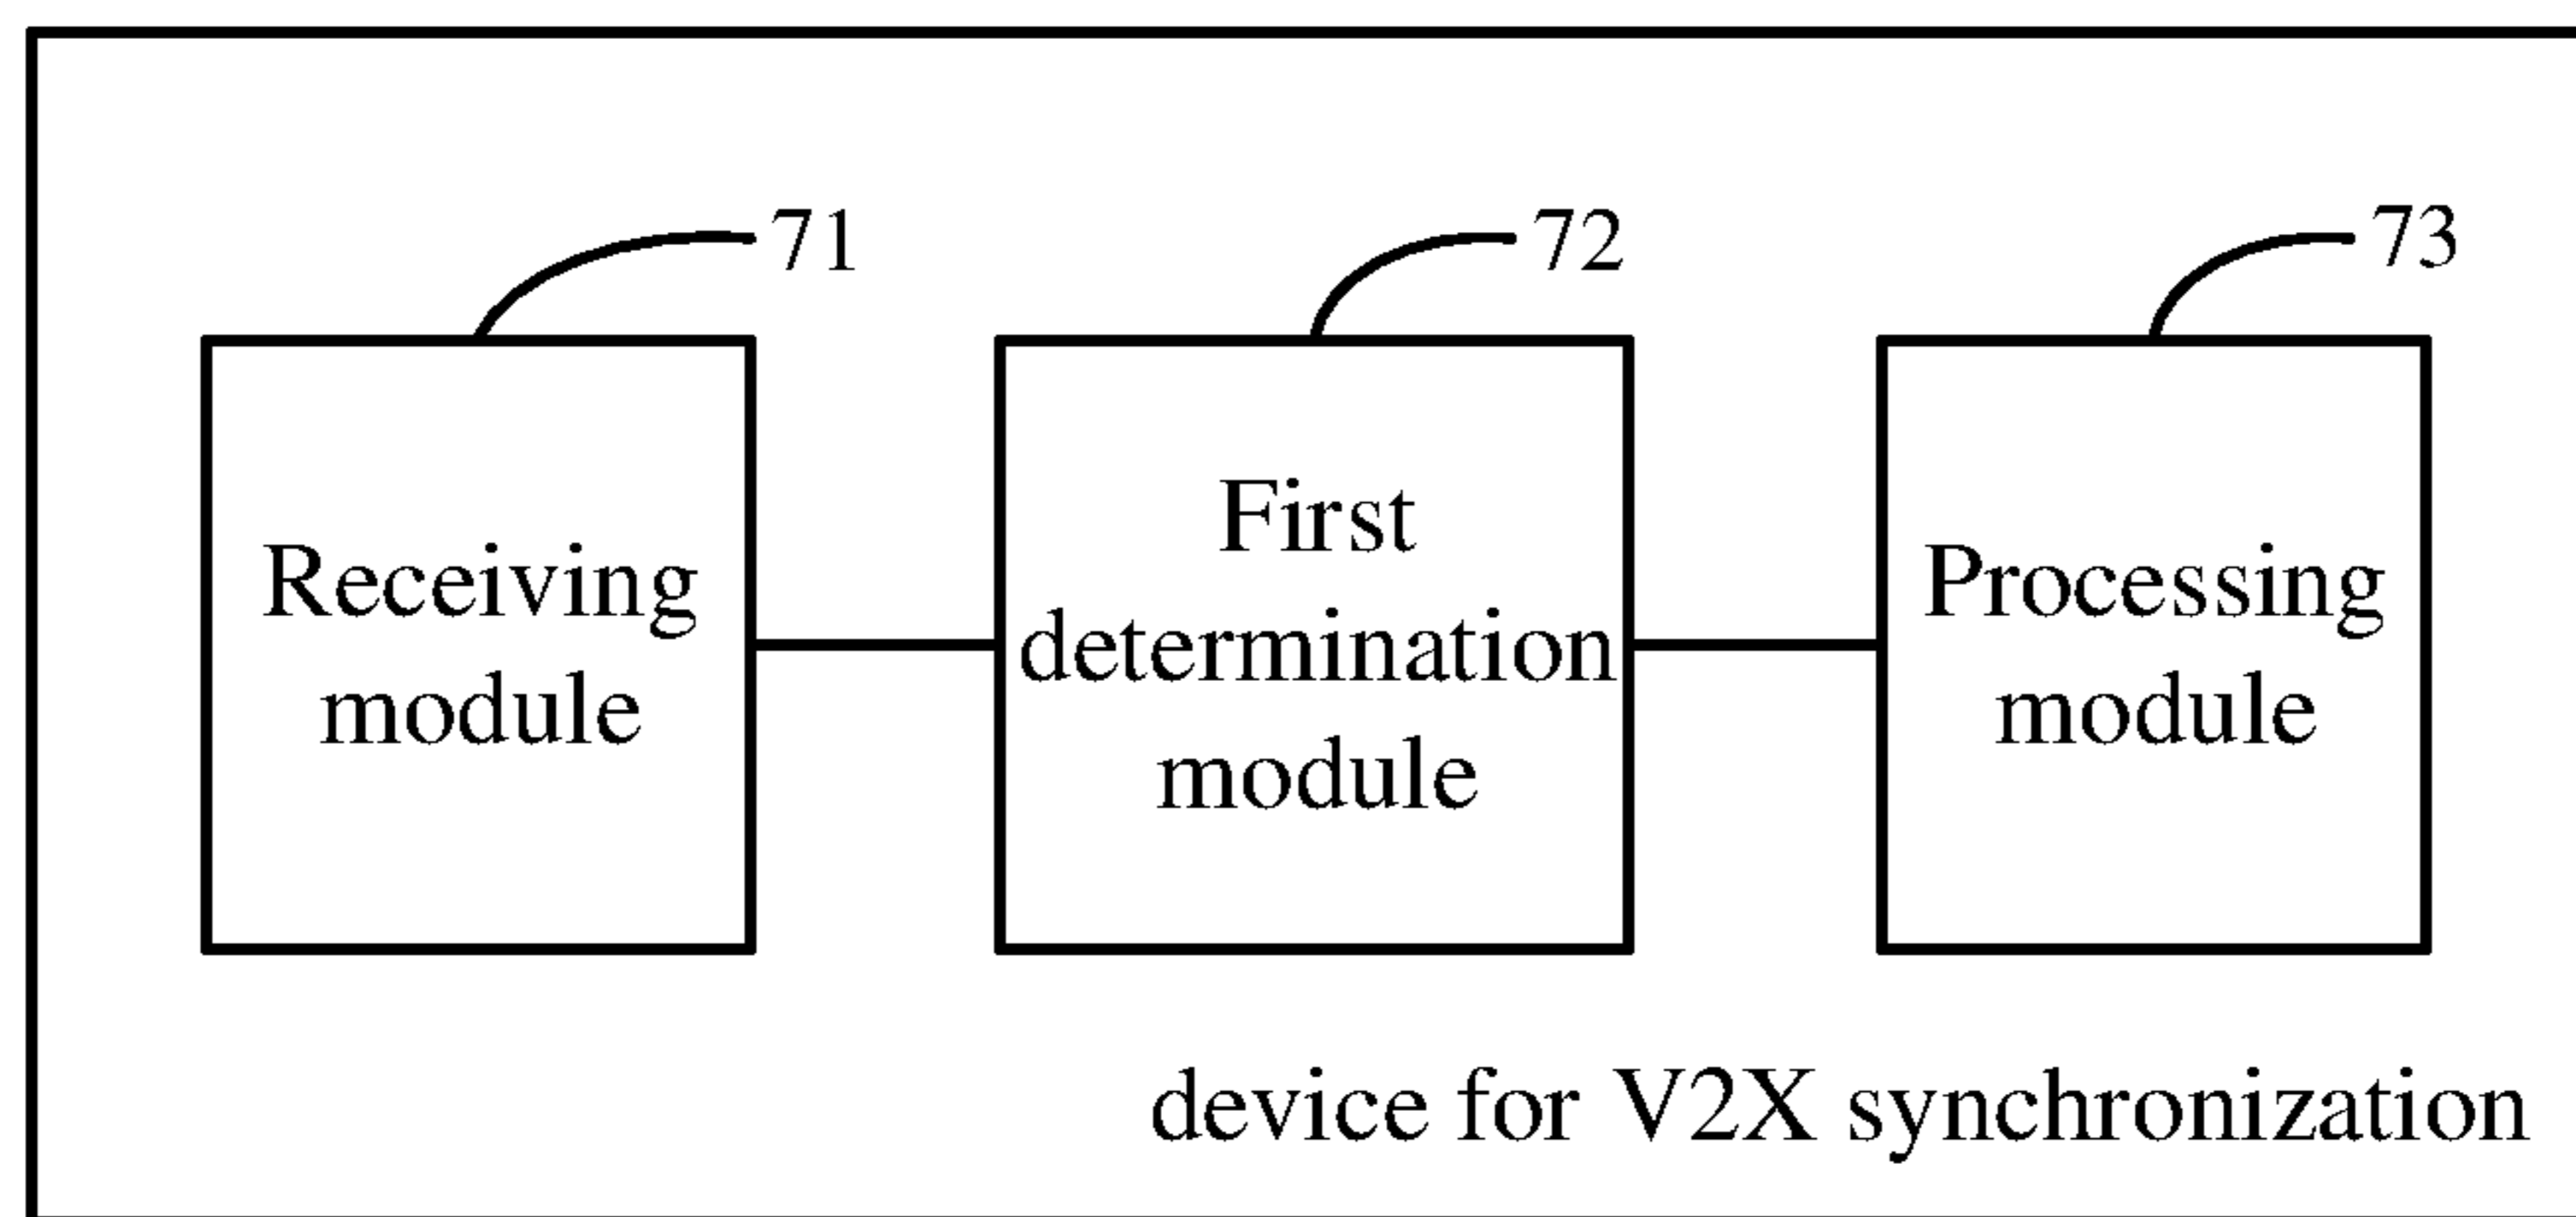 71
72
73
Receiving
module
First
determination
module
Processing
module
device for V2X synchronization